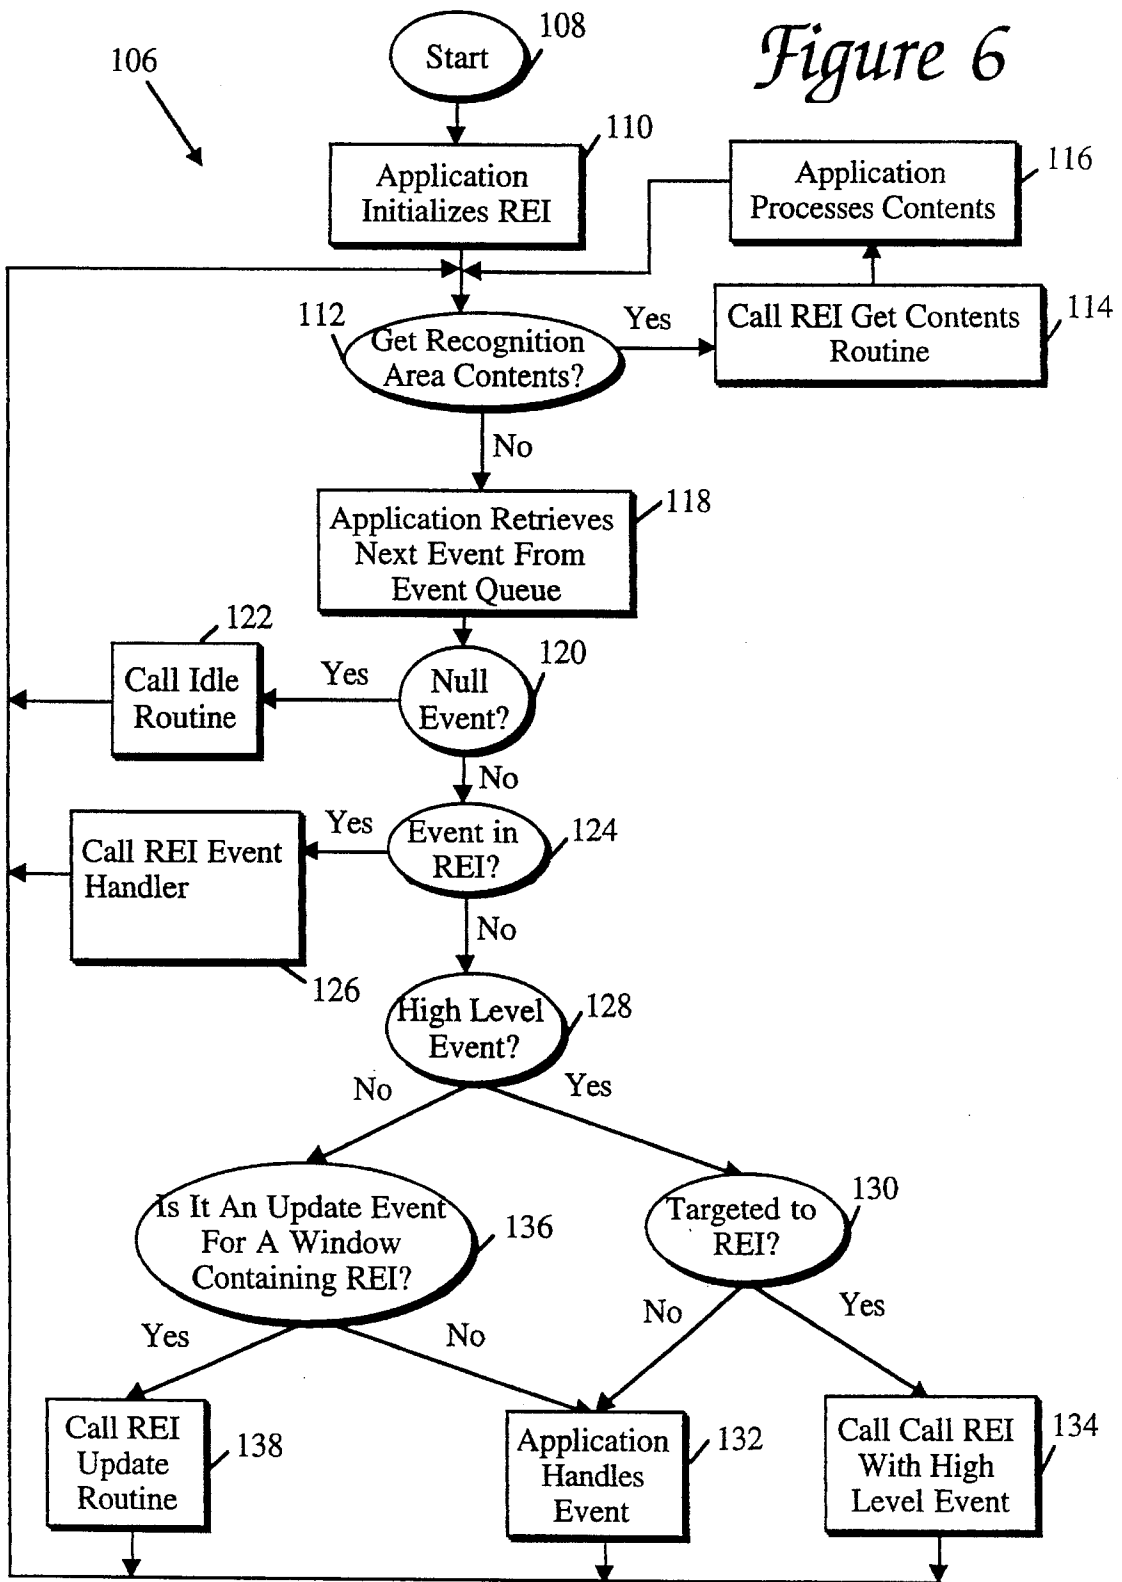 Figure 6
106
Start
108
Application
Initializes REI
110
Application
Processes Contents
116
112
Get Recognition
Area Contents?
Yes
Call REI Get Contents
Routine
114
No
Application Retrieves
Next Event From
Event Queue
118
122
Call Idle
Routine
Yes
Null
Event?
120
No
Call REI Event
Handler
126
Yes
Event in
REI?
124
No
High Level
Event?
128
No
Yes
Is It An Update Event
For A Window
Containing REI?
136
Targeted to
REI?
130
Yes
No
No
Yes
Call REI
Update
Routine
138
Application
Handles
Event
132
Call Call REI
With High
Level Event
134